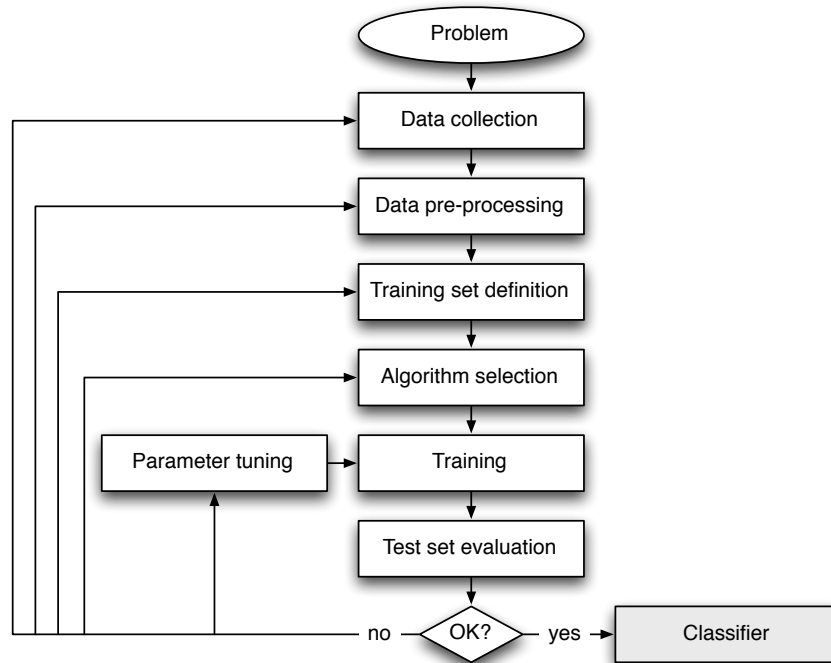 Problem
Data collection
Data pre-processing
Training set definition
Algorithm selection
Parameter tuning
Training
Test set evaluation
no
OK?
yes
Classifier